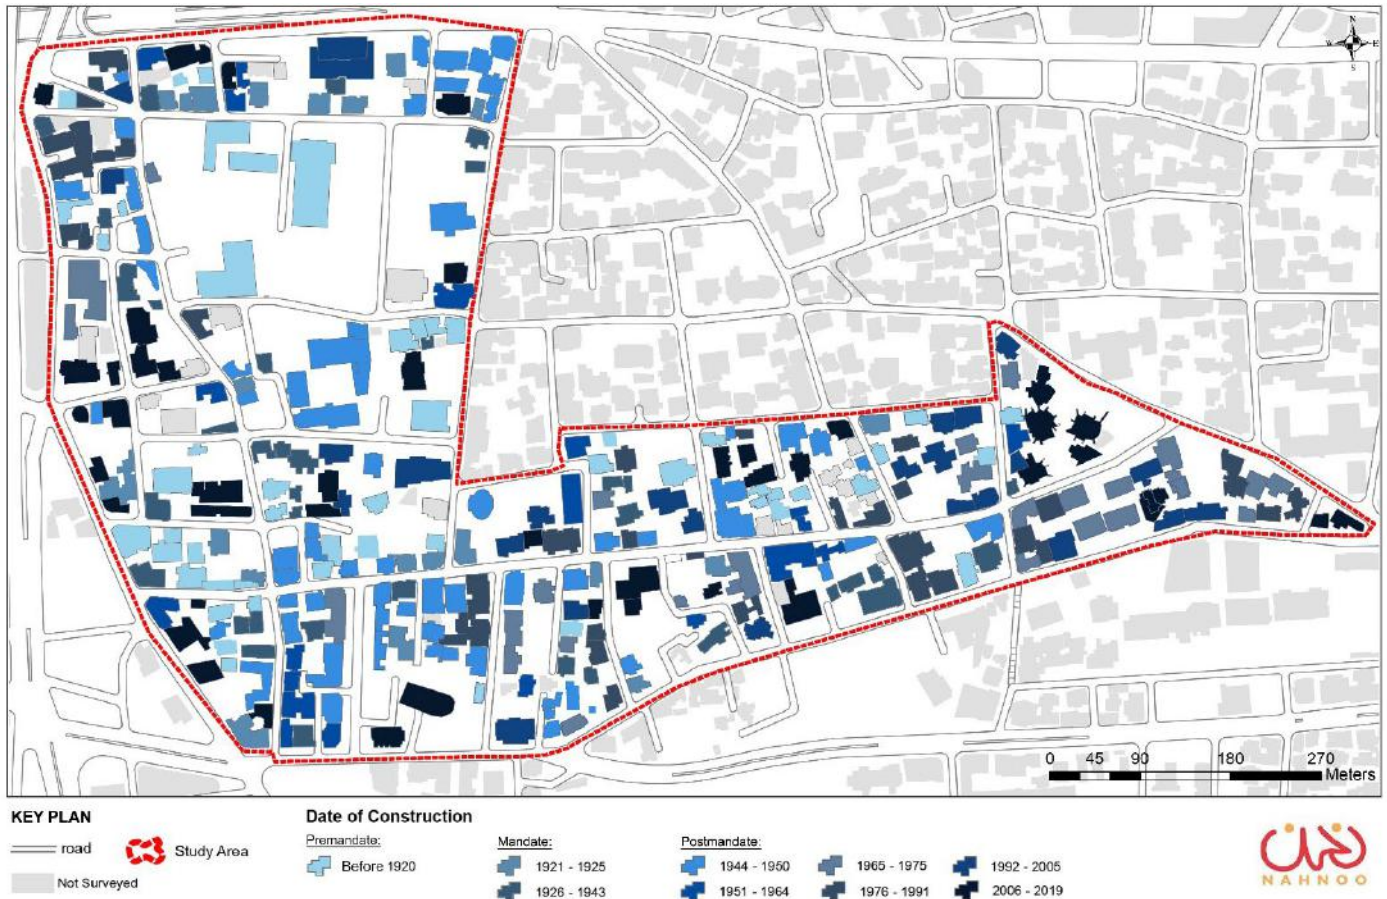 N
W E
S
0 45 90 180 270
Meters
KEY PLAN
road
Study Area
Not Surveyed
Date of Construction
Premandate:
Before 1920
Mandate:
1921 - 1925
1926 - 1943
Postmandate:
1944 - 1950
1951 - 1964
1965 - 1975
1976 - 1991
1992 - 2005
2006 - 2019
نحن
NAHNOO